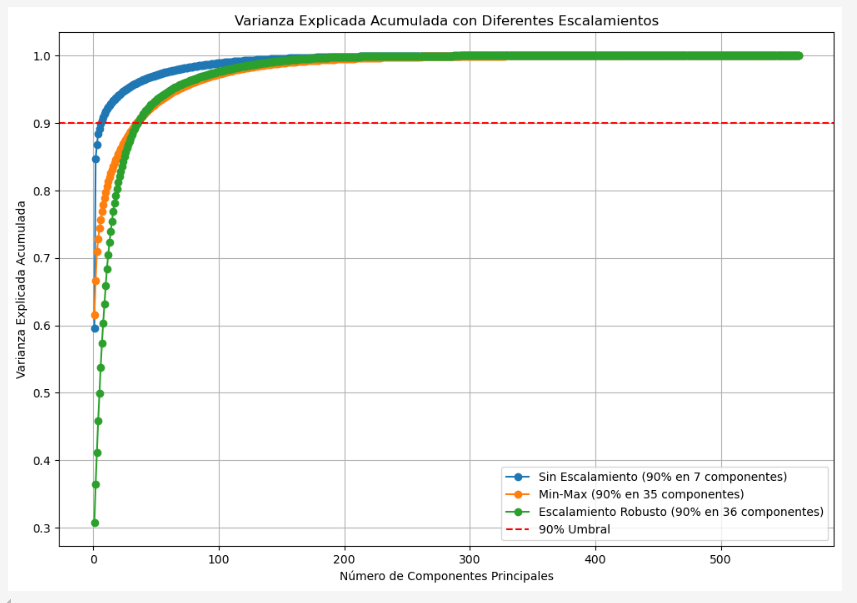 Varianza Explicada Acumulada con Diferentes Escalamientos
1.0
0.9
0.8
0.7
0.6
0.5
0.4
0.3
Varianza Explicada Acumulada
Sin Escalamiento (90% en 7 componentes)
Min-Max (90% en 35 componentes)
Escalamiento Robusto (90% en 36 componentes)
90% Umbral
0 100 200 300 400 500
Número de Componentes Principales